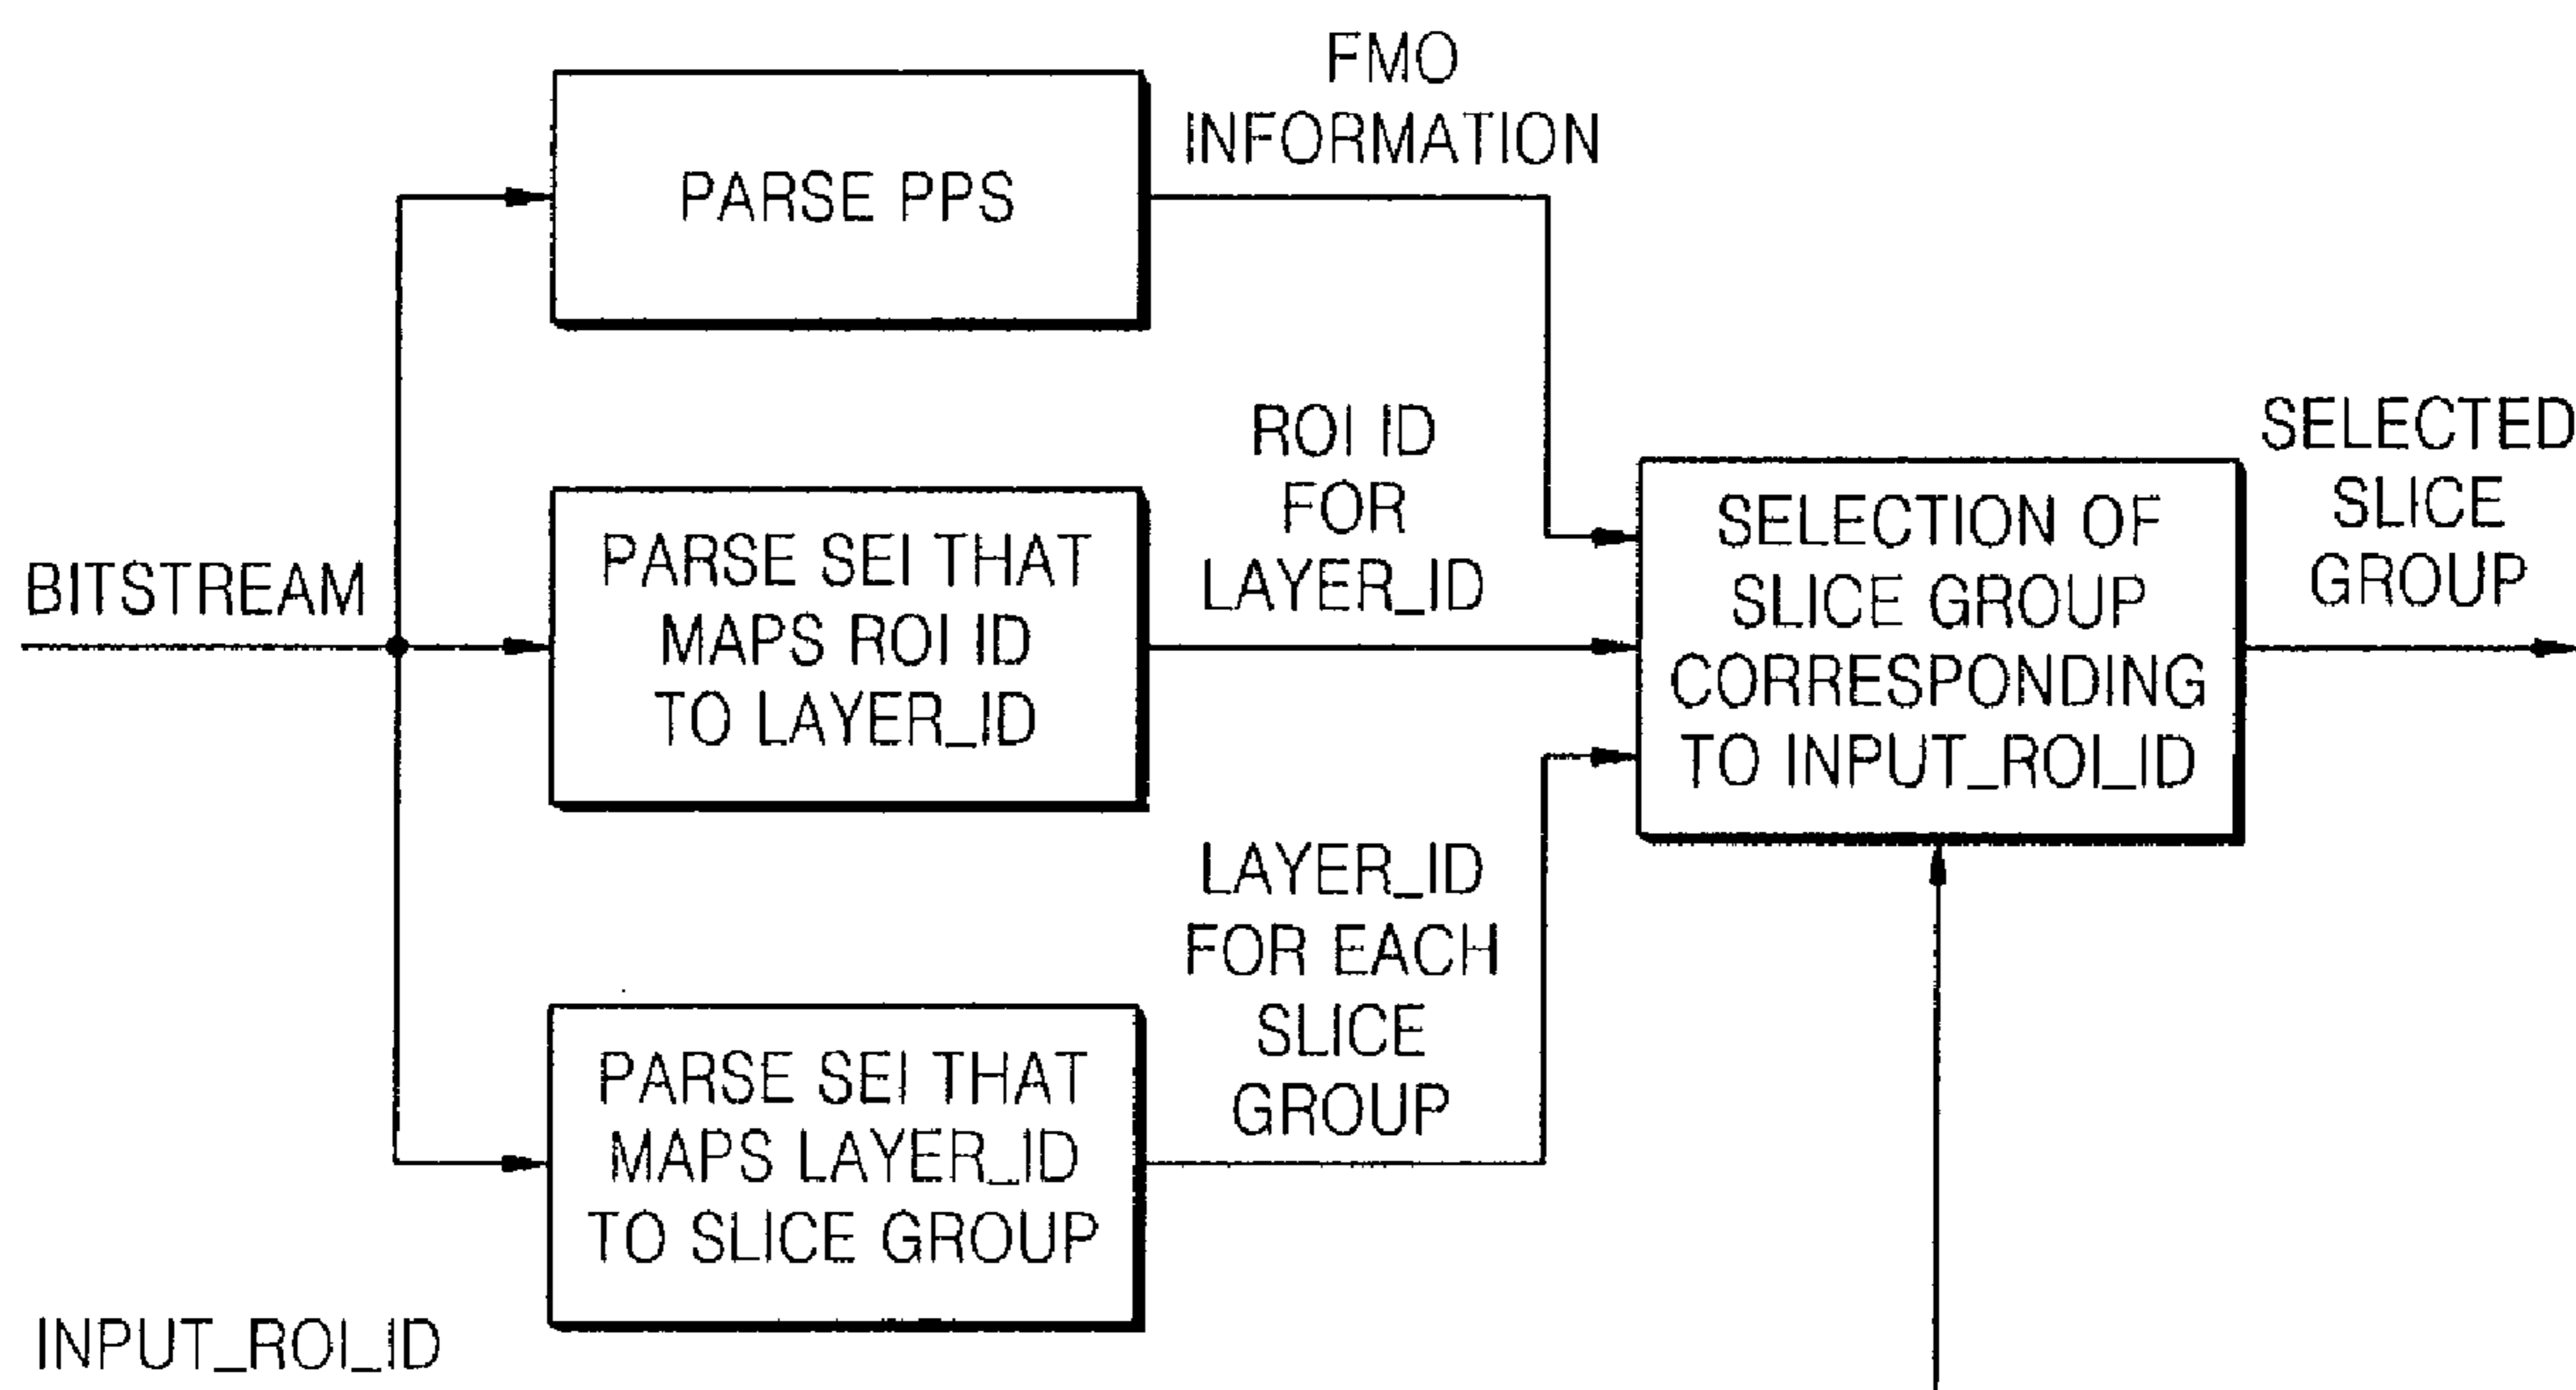 FMO
INFORMATION
PARSE PPS
ROI ID
FOR
LAYER_ID
SELECTED
SLICE
GROUP
BITSTREAM
PARSE SEI THAT
MAPS ROI ID
TO LAYER_ID
SELECTION OF
SLICE GROUP
CORRESPONDING
TO INPUT_ROI_ID
LAYER_ID
FOR EACH
SLICE
GROUP
PARSE SEI THAT
MAPS LAYER_ID
TO SLICE GROUP
INPUT_ROI_ID